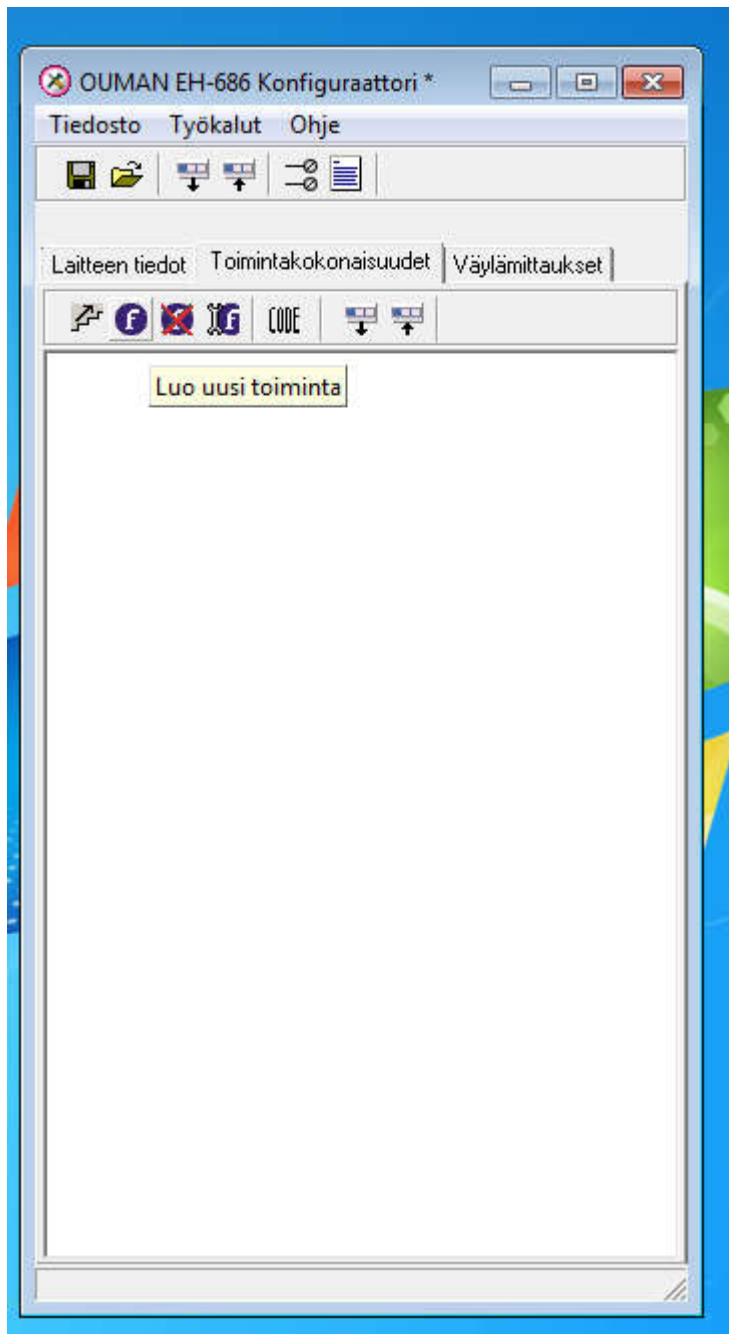 OUMAN EH-686 Konfiguraattori *
Tiedosto Työkalut Ohje
Laitteen tiedot Toimintakokonaisuudet Väylämittaukset
CODE
Luo uusi toiminta